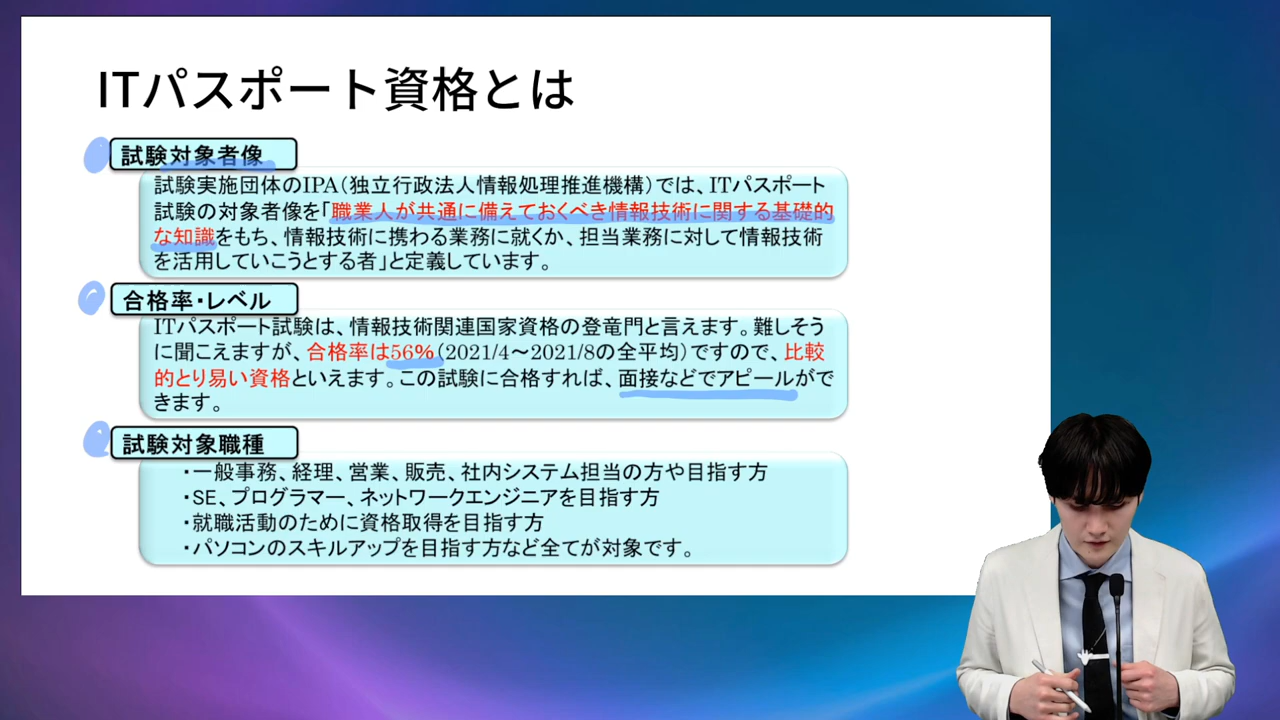 ITパスポート資格とは
試験対象者像
試験実施団体のIPA(独立行政法人情報処理推進機構)では、ITパスポート
試験の対象者像を「職業人が共通に備えておくべき情報技術に関する基礎的
な知識をもち、情報技術に携わる業務に就くか、担当業務に対して情報技術
を活用していこうとする者」と定義しています。
合格率・レベル
ITパスポート試験は、情報技術関連国家資格の登竜門と言えます。難しそう
に聞こえますが、合格率は56%(2021/4～2021/8の全平均)ですので、比較
的とり易い資格といえます。この試験に合格すれば、面接などでアピールがで
きます。
試験対象職種
・一般事務、経理、営業、販売、社内システム担当の方や目指す方
・SE、プログラマー、ネットワークエンジニアを目指す方
・就職活動のために資格取得を目指す方
・パソコンのスキルアップを目指す方など全てが対象です。